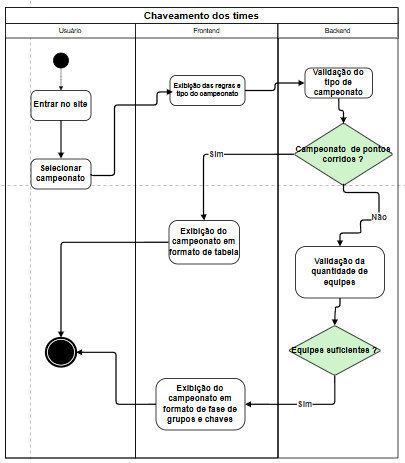 Chaveamento dos times
Usuário
Frontend
Backend
Entrar no site
Selecionar
campeonato
Exibição das regras e
tipo do campeonato
Validação do
tipo de
campeonato
Campeonato de pontos
corridos ?
Sim
Não
Exibição do
campeonato em
formato de tabela
Validação da
quantidade de
equipes
Equipes suficientes ?
Sim
Exibição do
campeonato em
formato de fase de
grupos e chaves